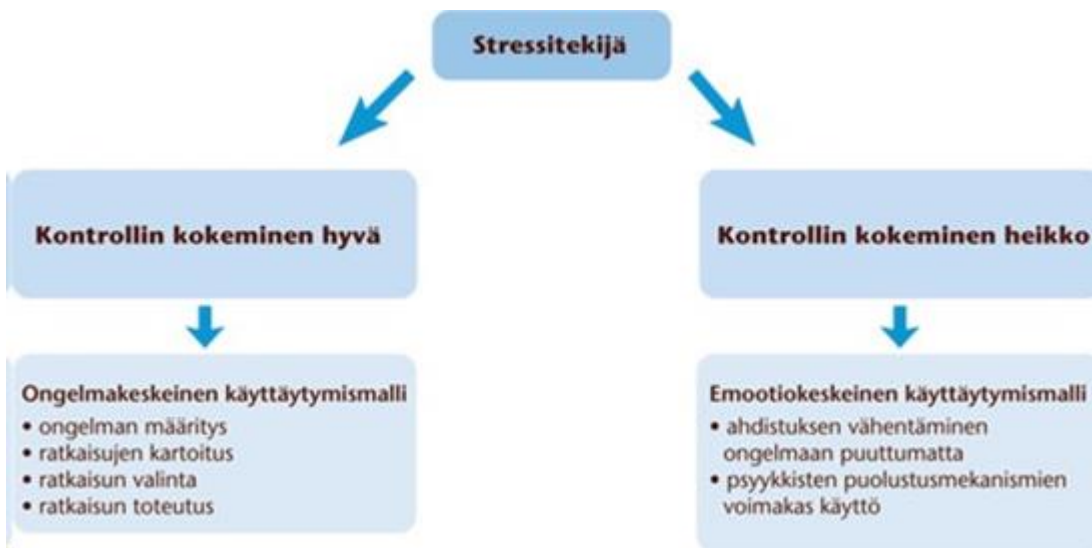 Stressitekijä
Kontrollin kokeminen hyvä
Ongelmakeskeinen käyttäytymismalli
• ongelman määritys
• ratkaisujen kartoitus
• ratkaisun valinta
• ratkaisun toteutus
Kontrollin kokeminen heikko
Emootiokeskeinen käyttäytymismalli
• ahdistuksen vähentäminen
ongelmaan puuttumatta
• psyykkisten puolustusmekanismien
voimakas käyttö